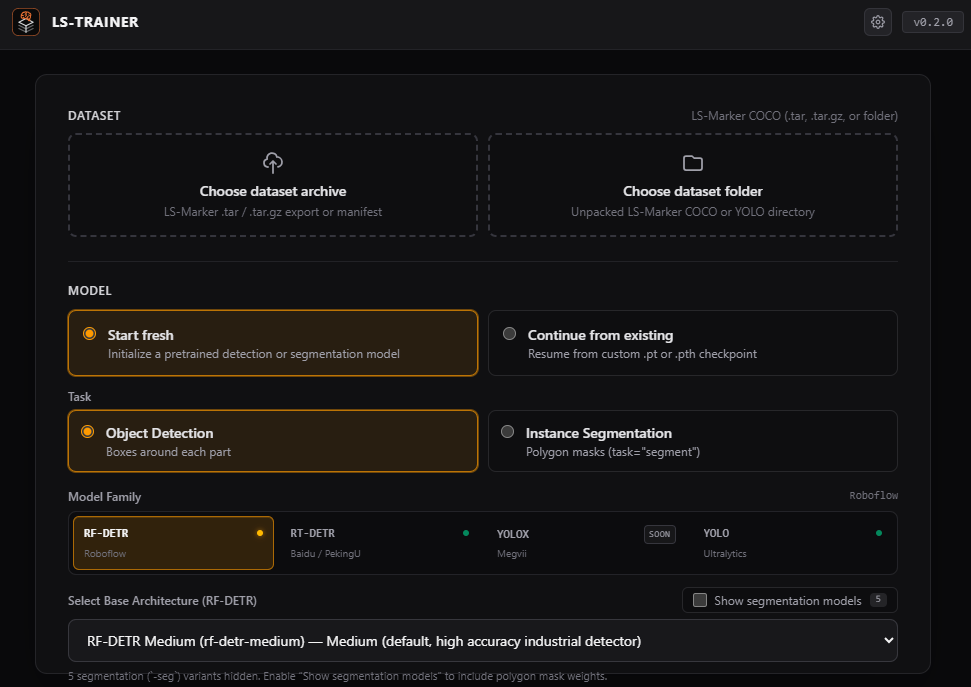 LS-TRAINER
v0.2.0
DATASET
LS-Marker COCO (.tar, .tar.gz, or folder)
Choose dataset archive
LS-Marker .tar / .tar.gz export or manifest
Choose dataset folder
Unpacked LS-Marker COCO or YOLO directory
MODEL
Start fresh
Initialize a pretrained detection or segmentation model
Continue from existing
Resume from custom .pt or .pth checkpoint
Task
Object Detection
Boxes around each part
Instance Segmentation
Polygon masks (task="segment")
Model Family
Roboflow
RF-DETR
Roboflow
RT-DETR
Baidu / PekingU
YOLOX
SOON
Megvii
YOLO
Ultralytics
Select Base Architecture (RF-DETR)
Show segmentation models 5
RF-DETR Medium (rf-detr-medium) — Medium (default, high accuracy industrial detector)
5 segmentation (`-seg`) variants hidden. Enable "Show segmentation models" to include polygon mask weights.